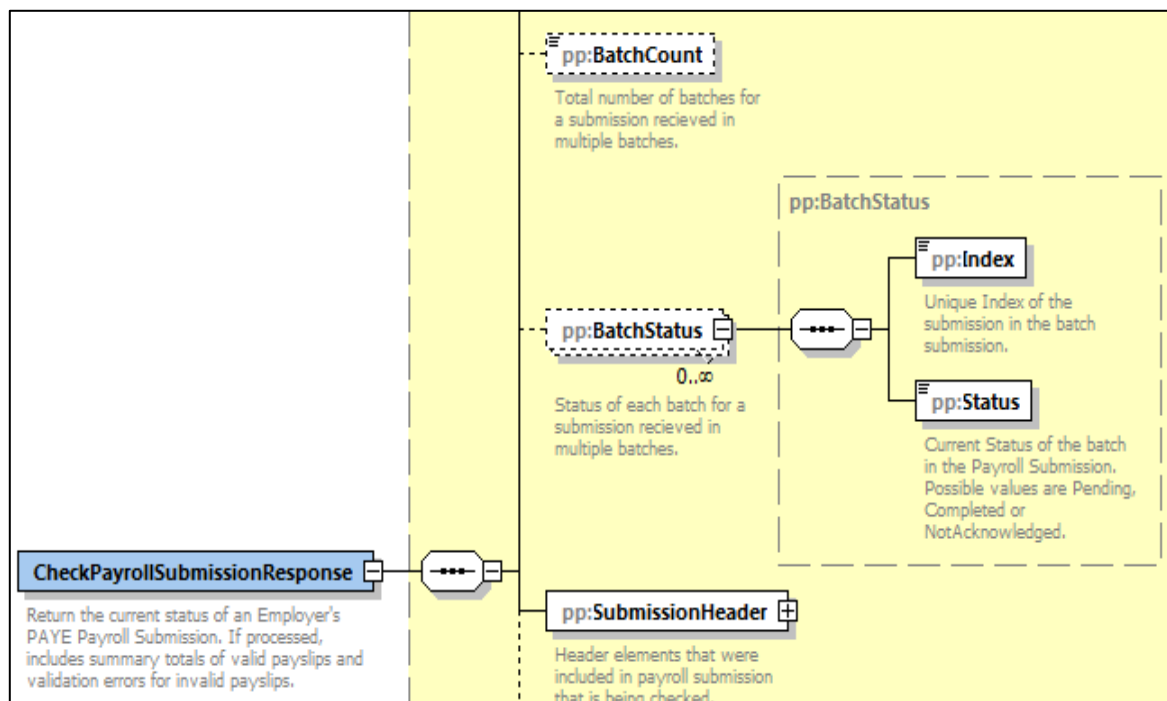 pp:BatchCount
Total number of batches for
a submission recieved in
multiple batches.
pp:BatchStatus
pp:Index
Unique Index of the
submission in the batch
submission.
pp:BatchStatus
0..∞
Status of each batch for a
submission recieved in
multiple batches.
pp:Status
Current Status of the batch
in the Payroll Submission.
Possible values are Pending,
Completed or
NotAcknowledged.
CheckPayrollSubmissionResponse
Return the current status of an Employer's
PAYE Payroll Submission. If processed,
includes summary totals of valid payslips and
validation errors for invalid payslips.
pp:SubmissionHeader
Header elements that were
included in payroll submission
that is being checked